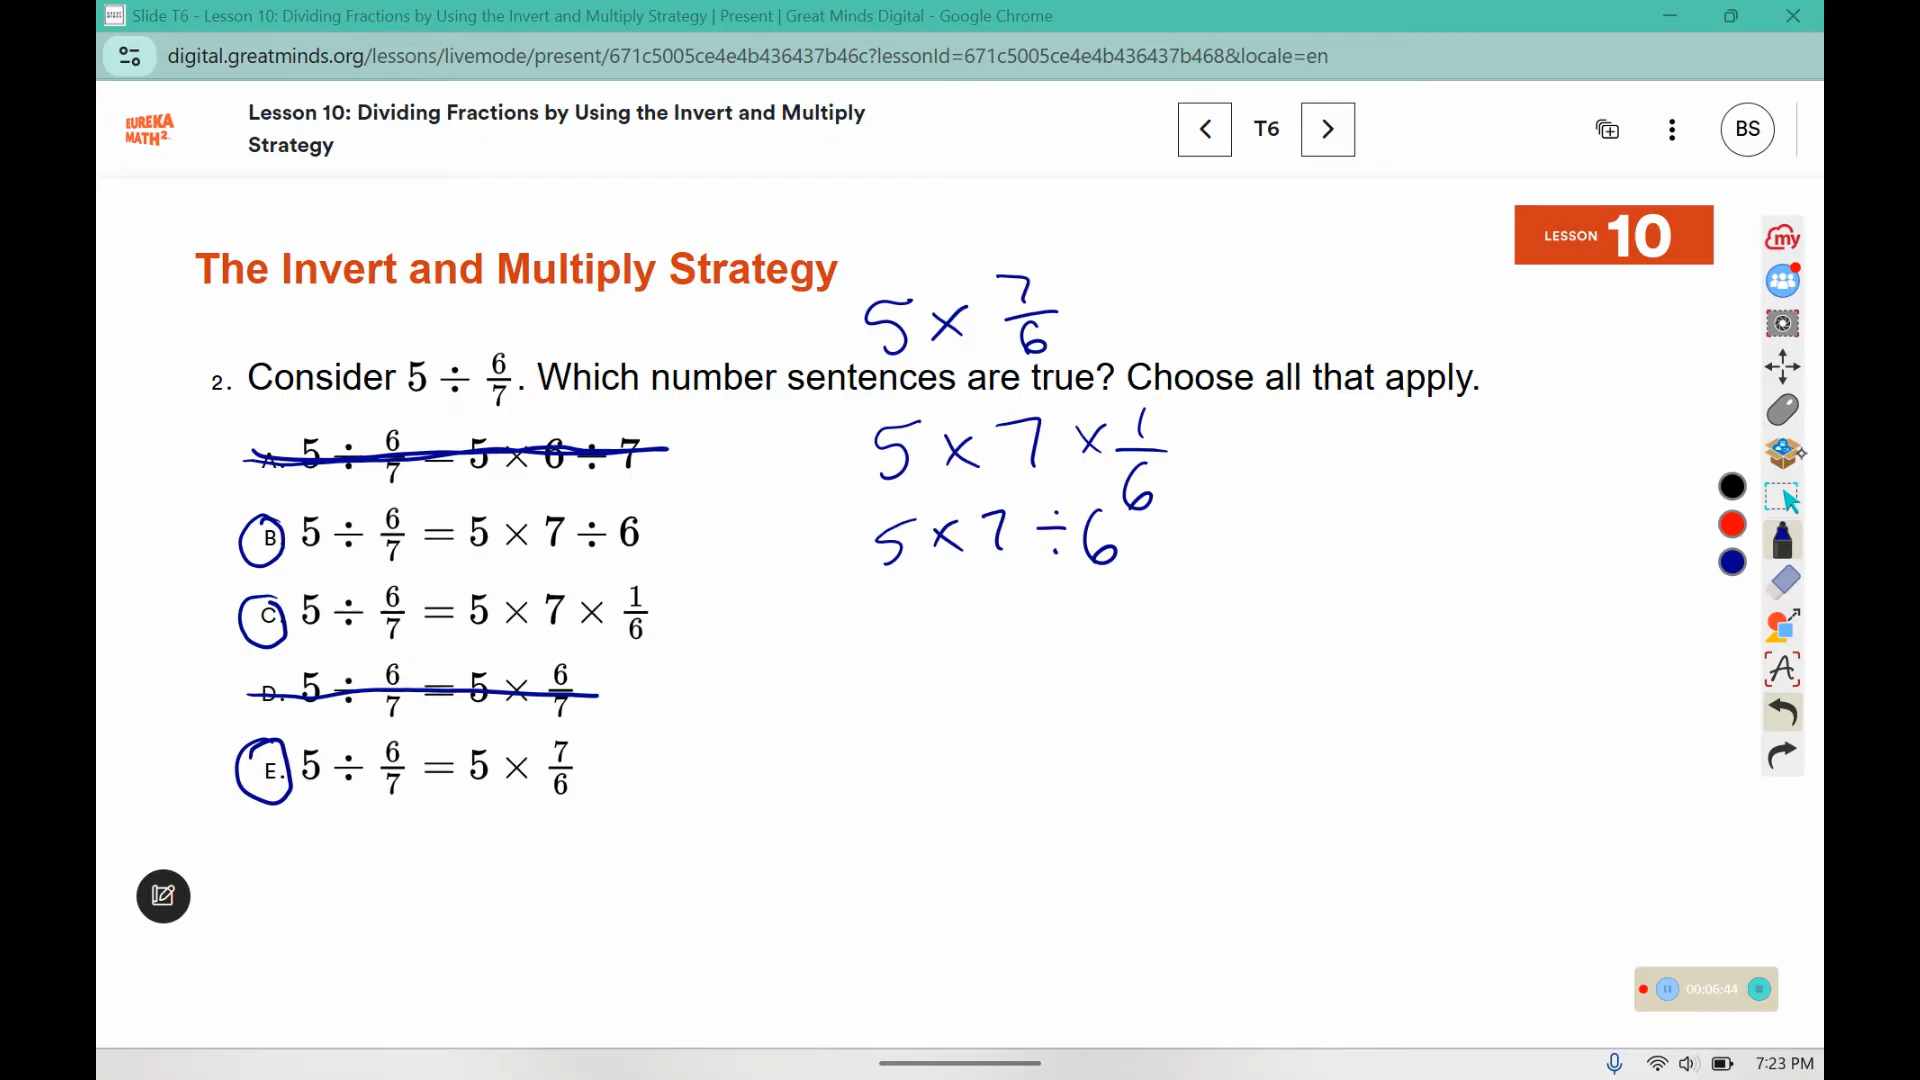 Slide T6 - Lesson 10: Dividing Fractions by Using the Invert and Multiply Strategy | Present | Great Minds Digital - Google Chrome
digital.greatminds.org/lessons/livemode/present/671c5005ce4e4b436437b46c?lessonId=671c5005ce4e4b436437b468&locale=en
EUREKA MATH²
Lesson 10: Dividing Fractions by Using the Invert and Multiply Strategy
T6
BS
LESSON 10
my
The Invert and Multiply Strategy
5 × 7/6
2. Consider 5 ÷ 6/7. Which number sentences are true? Choose all that apply.
A. 5 ÷ 6/7 = 5 × 6 ÷ 7
5 × 7 × 1/6
B. 5 ÷ 6/7 = 5 × 7 ÷ 6
5 × 7 ÷ 6
C. 5 ÷ 6/7 = 5 × 7 × 1/6
D. 5 ÷ 6/7 = 5 × 6/7
E. 5 ÷ 6/7 = 5 × 7/6
A
00:06:44
7:23 PM